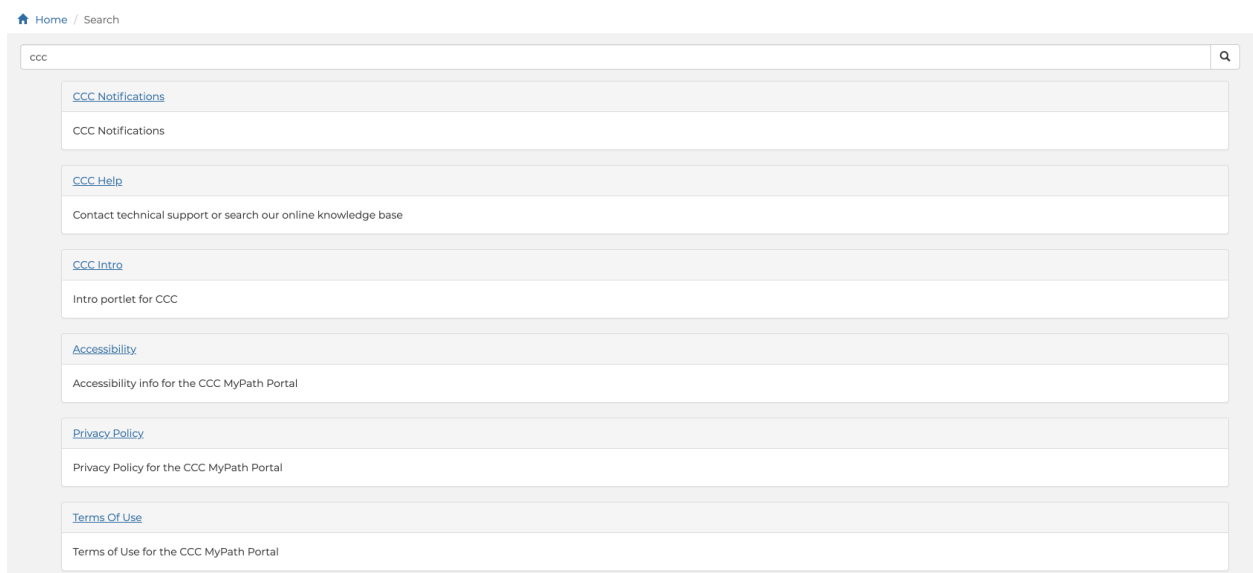 Home / Search
ccc
CCC Notifications
CCC Notifications
CCC Help
Contact technical support or search our online knowledge base
CCC Intro
Intro portlet for CCC
Accessibility
Accessibility info for the CCC MyPath Portal
Privacy Policy
Privacy Policy for the CCC MyPath Portal
Terms Of Use
Terms of Use for the CCC MyPath Portal